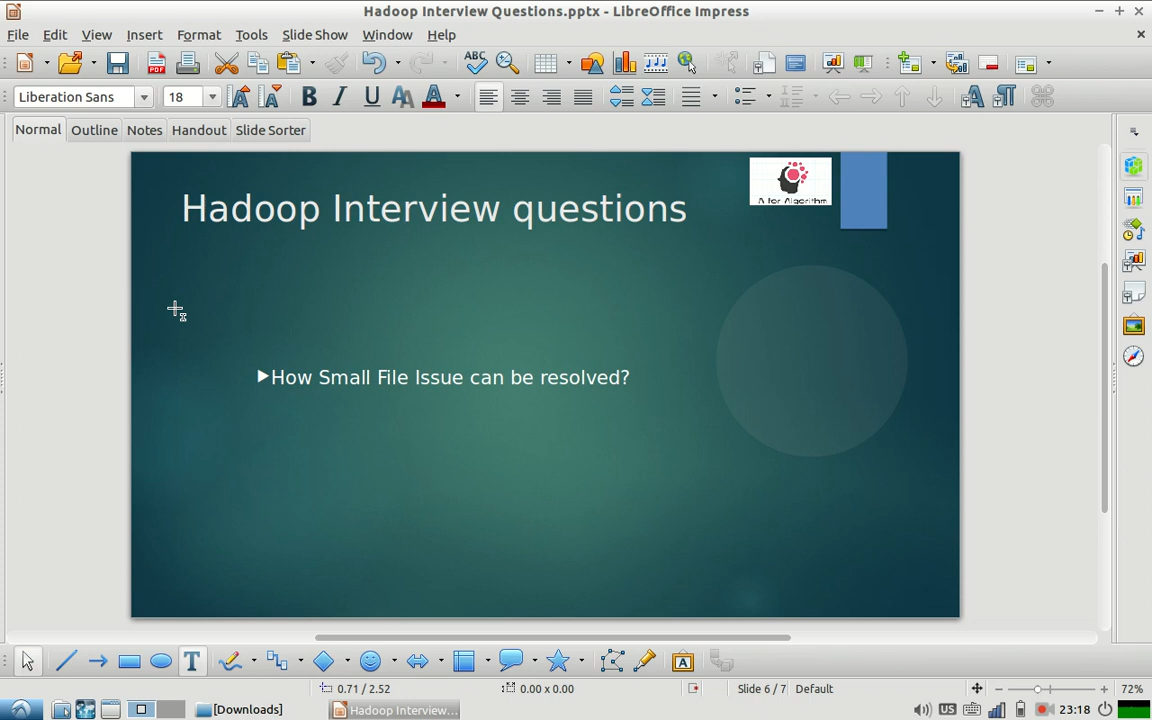 Hadoop Interview Questions.pptx - LibreOffice Impress
File Edit View Insert Format Tools Slide Show Window Help
Liberation Sans 18
Normal Outline Notes Handout Slide Sorter
A for Algorithm
Hadoop Interview questions
▶How Small File Issue can be resolved?
0.71 / 2.52 0.00 x 0.00 Slide 6 / 7 Default 72%
[Downloads] Hadoop Interview... US 23:18